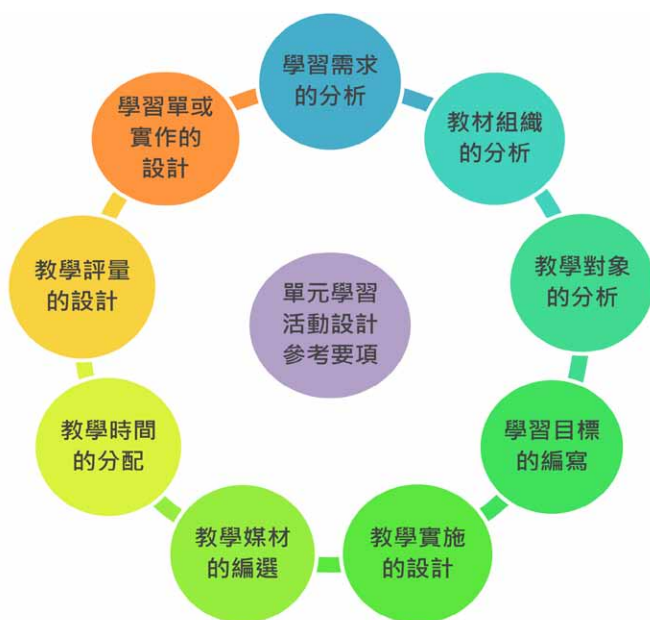 學習需求
的分析
教材組織
的分析
教學對象
的分析
學習目標
的編寫
教學實施
的設計
教學媒材
的編選
教學時間
的分配
教學評量
的設計
學習單或
實作的
設計
單元學習
活動設計
參考要項